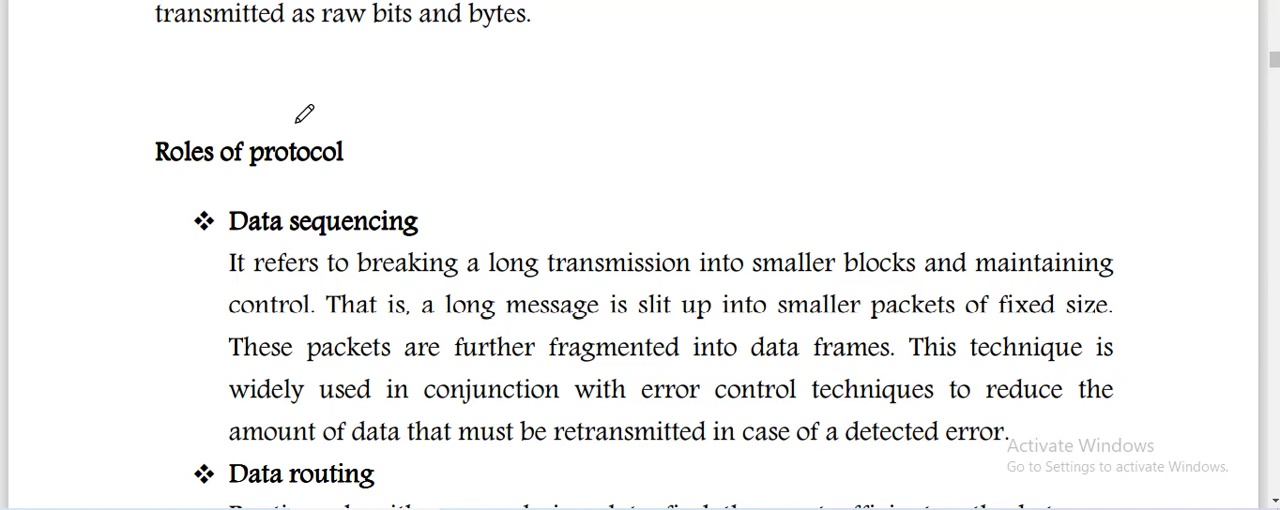 transmitted as raw bits and bytes.
Roles of protocol
❖ Data sequencing
It refers to breaking a long transmission into smaller blocks and maintaining
control. That is, a long message is slit up into smaller packets of fixed size.
These packets are further fragmented into data frames. This technique is
widely used in conjunction with error control techniques to reduce the
amount of data that must be retransmitted in case of a detected error.
Activate Windows
Go to Settings to activate Windows.
❖ Data routing